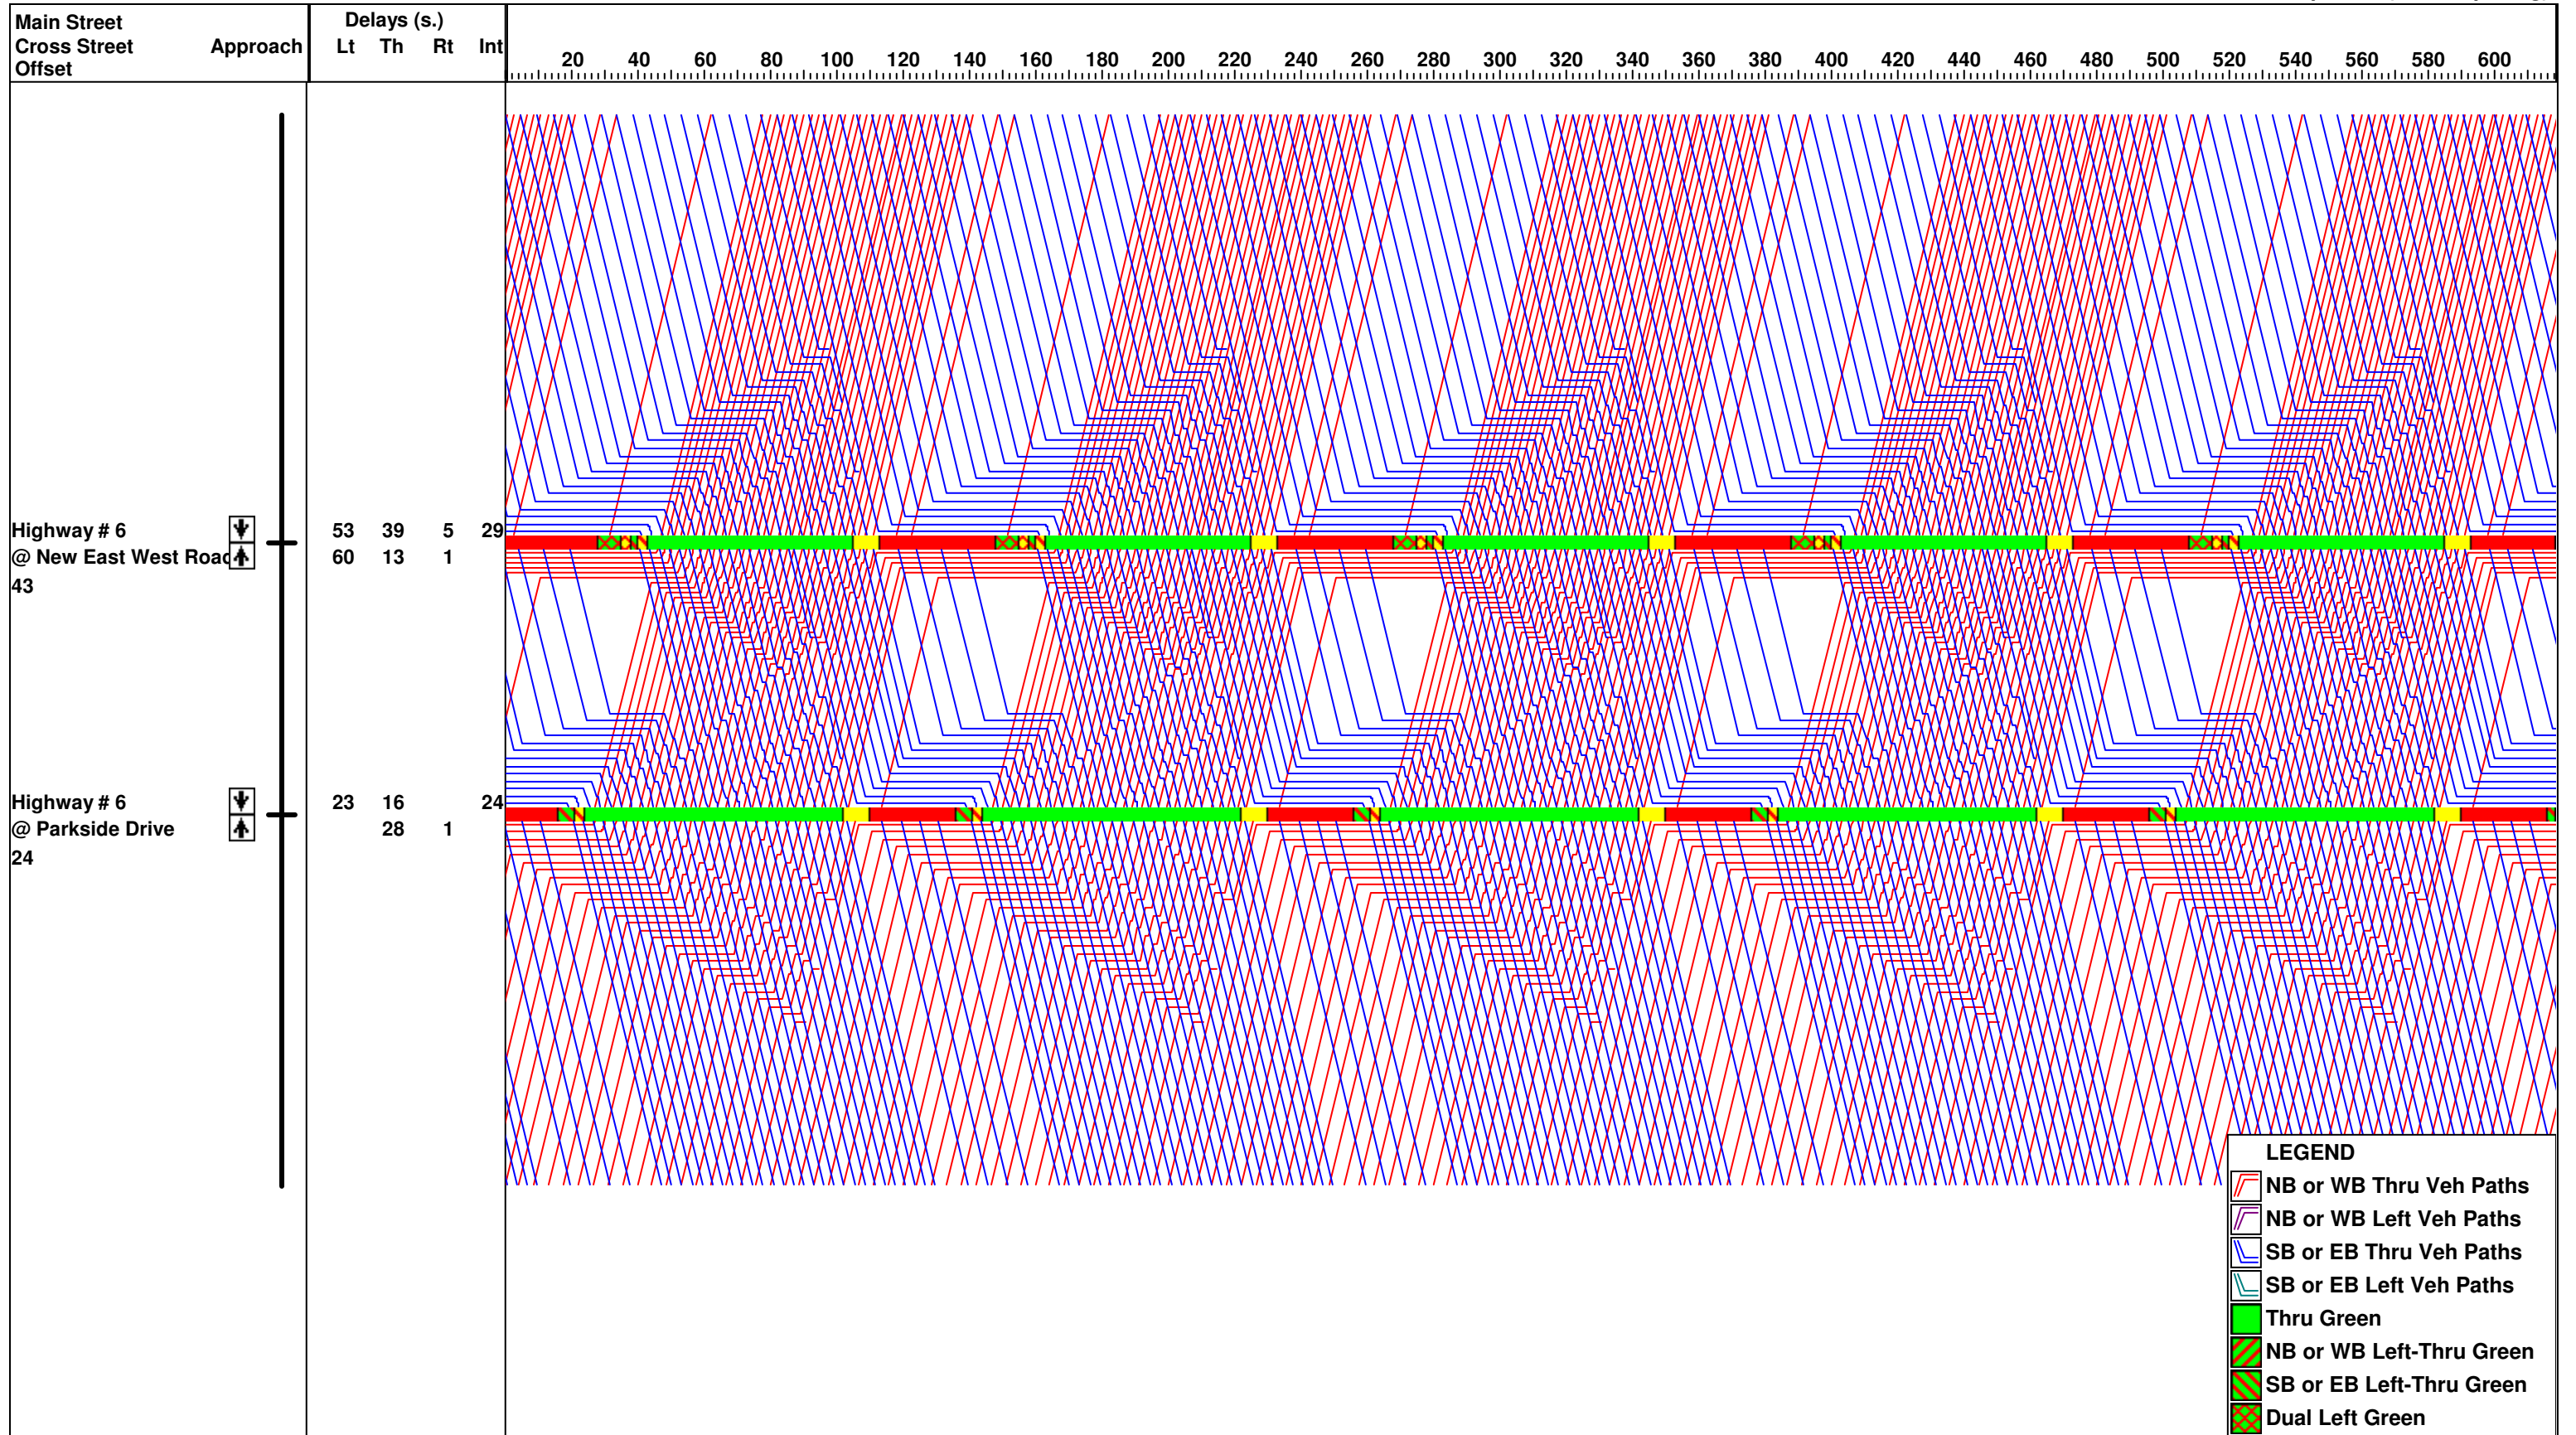 Main Street
Cross Street Approach
Offset
Delays (s.)
Lt Th Rt Int
20 40 60 80 100 120 140 160 180 200 220 240 260 280 300 320 340 360 380 400 420 440 460 480 500 520 540 560 580 600
Highway # 6 53 39 5 29
@ New East West Road 60 13 1
43
Highway # 6 23 16 24
@ Parkside Drive 28 1
24
LEGEND
NB or WB Thru Veh Paths
NB or WB Left Veh Paths
SB or EB Thru Veh Paths
SB or EB Left Veh Paths
Thru Green
NB or WB Left-Thru Green
SB or EB Left-Thru Green
Dual Left Green